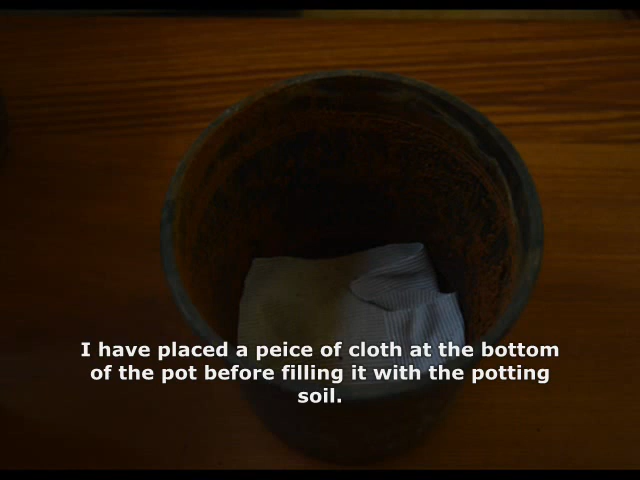 I have placed a peice of cloth at the bottom
of the pot before filling it with the potting
soil.